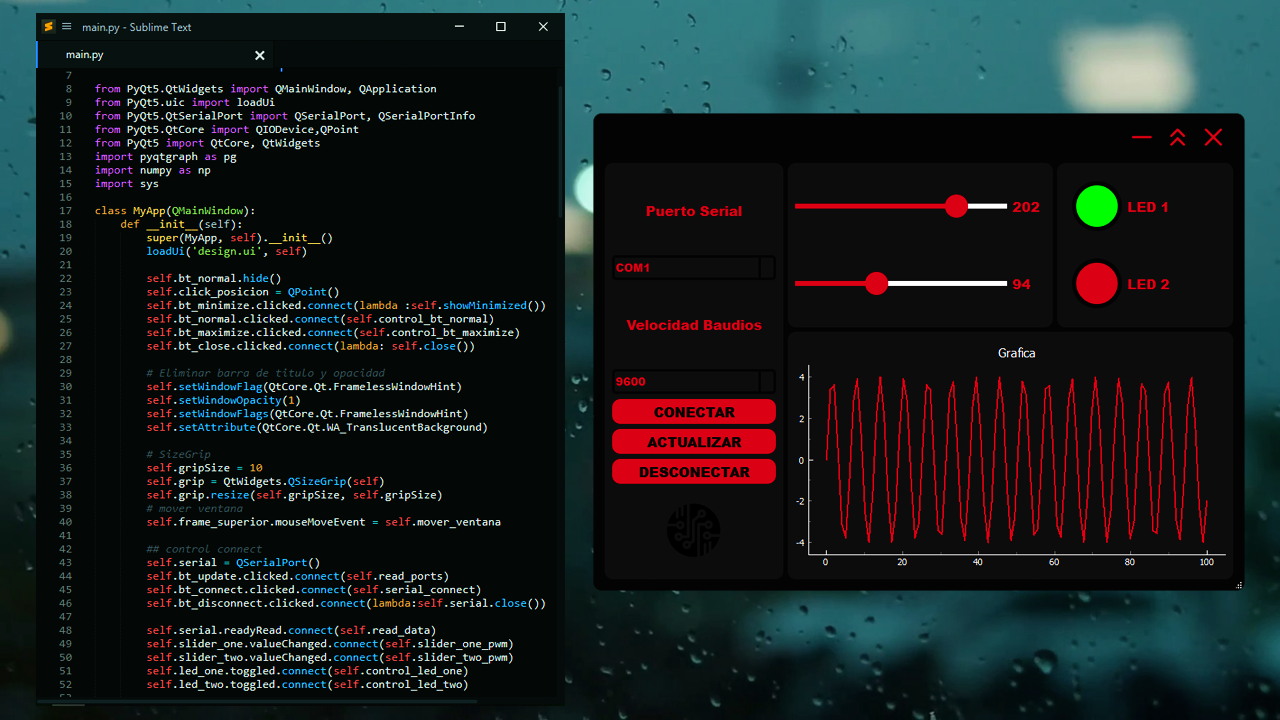 main.py - Sublime Text
main.py
7
8 from PyQt5.QtWidgets import QMainWindow, QApplication
9 from PyQt5.uic import loadUi
10 from PyQt5.QtSerialPort import QSerialPort, QSerialPortInfo
11 from PyQt5.QtCore import QIODevice,QPoint
12 from PyQt5 import QtCore, QtWidgets
13 import pyqtgraph as pg
14 import numpy as np
15 import sys
16
17 class MyApp(QMainWindow):
18 def __init__(self):
19 super(MyApp, self).__init__()
20 loadUi('design.ui', self)
21
22 self.bt_normal.hide()
23 self.click_posicion = QPoint()
24 self.bt_minimize.clicked.connect(lambda :self.showMinimized())
25 self.bt_normal.clicked.connect(self.control_bt_normal)
26 self.bt_maximize.clicked.connect(self.control_bt_maximize)
27 self.bt_close.clicked.connect(lambda: self.close())
28
29 # Eliminar barra de titulo y opacidad
30 self.setWindowFlag(QtCore.Qt.FramelessWindowHint)
31 self.setWindowOpacity(1)
32 self.setWindowFlags(QtCore.Qt.FramelessWindowHint)
33 self.setAttribute(QtCore.Qt.WA_TranslucentBackground)
34
35 # SizeGrip
36 self.gripSize = 10
37 self.grip = QtWidgets.QSizeGrip(self)
38 self.grip.resize(self.gripSize, self.gripSize)
39 # mover ventana
40 self.frame_superior.mouseMoveEvent = self.mover_ventana
41
42 ## control connect
43 self.serial = QSerialPort()
44 self.bt_update.clicked.connect(self.read_ports)
45 self.bt_connect.clicked.connect(self.serial_connect)
46 self.bt_disconnect.clicked.connect(lambda:self.serial.close())
47
48 self.serial.readyRead.connect(self.read_data)
49 self.slider_one.valueChanged.connect(self.slider_one_pwm)
50 self.slider_two.valueChanged.connect(self.slider_two_pwm)
51 self.led_one.toggled.connect(self.control_led_one)
52 self.led_two.toggled.connect(self.control_led_two)
Puerto Serial
COM1
Velocidad Baudios
9600
CONECTAR
ACTUALIZAR
DESCONECTAR
202
94
LED 1
LED 2
Grafica
4
2
0
-2
-4
0 20 40 60 80 100